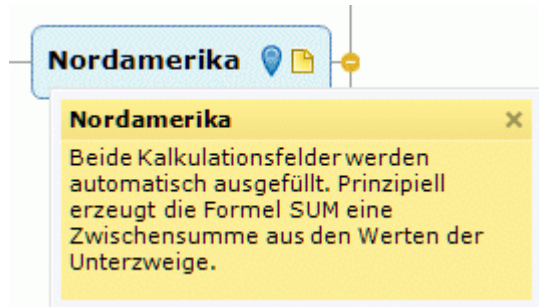 Nordamerika
Nordamerika
Beide Kalkulationsfelder werden
automatisch ausgefüllt. Prinzipiell
erzeugt die Formel SUM eine
Zwischensumme aus den Werten der
Unterzweige.